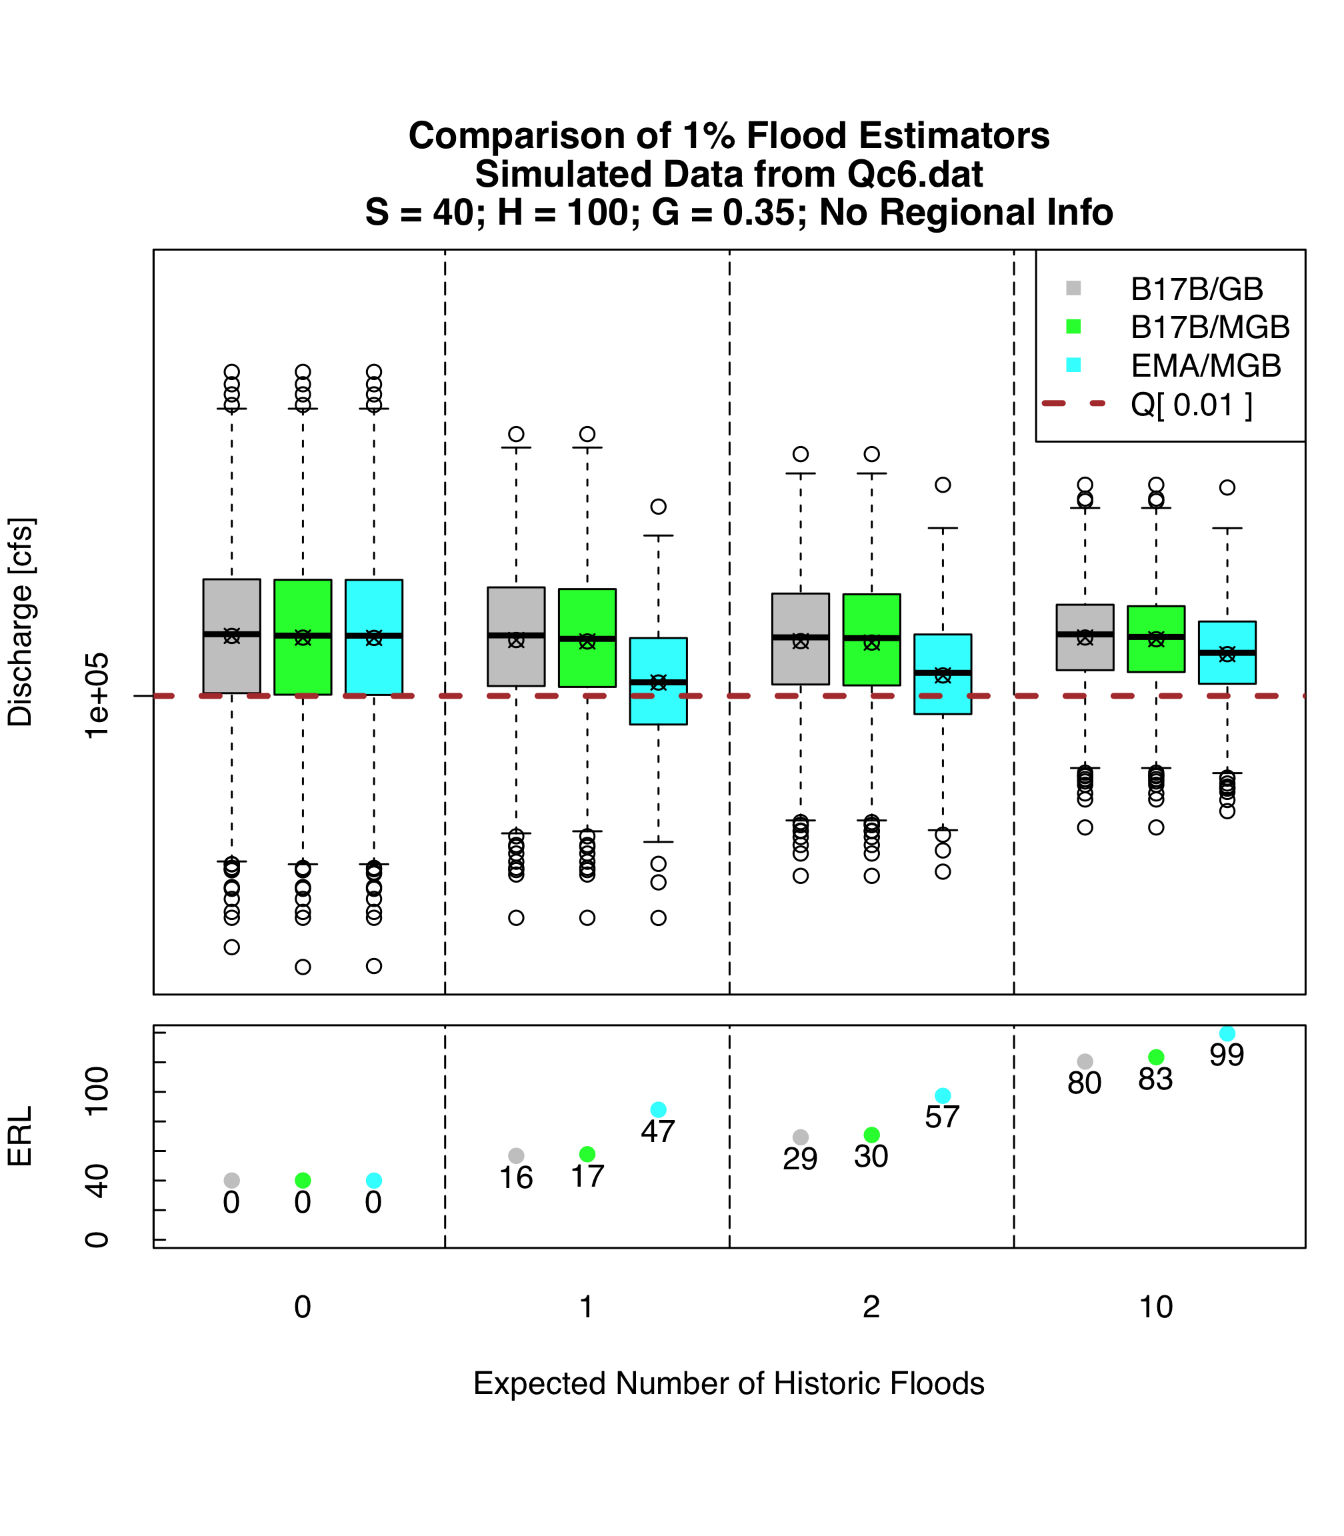 Comparison of 1% Flood Estimators
Simulated Data from Qc6.dat
S = 40; H = 100; G = 0.35; No Regional Info
B17B/GB
B17B/MGB
EMA/MGB
Q[ 0.01 ]
Discharge [cfs]
1e+05
ERL
100
40
0
0
0
0
16
17
47
29
30
57
80
83
99
0
1
2
10
Expected Number of Historic Floods